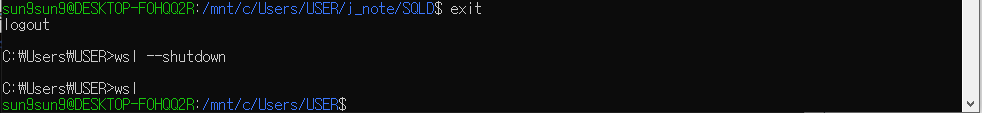 sun9sun9@DESKTOP-FOHQQ2R:/mnt/c/Users/USER/j_note/SQLD$ exit
logout
C:₩Users₩USER>wsl --shutdown
C:₩Users₩USER>wsl
sun9sun9@DESKTOP-FOHQQ2R:/mnt/c/Users/USER$